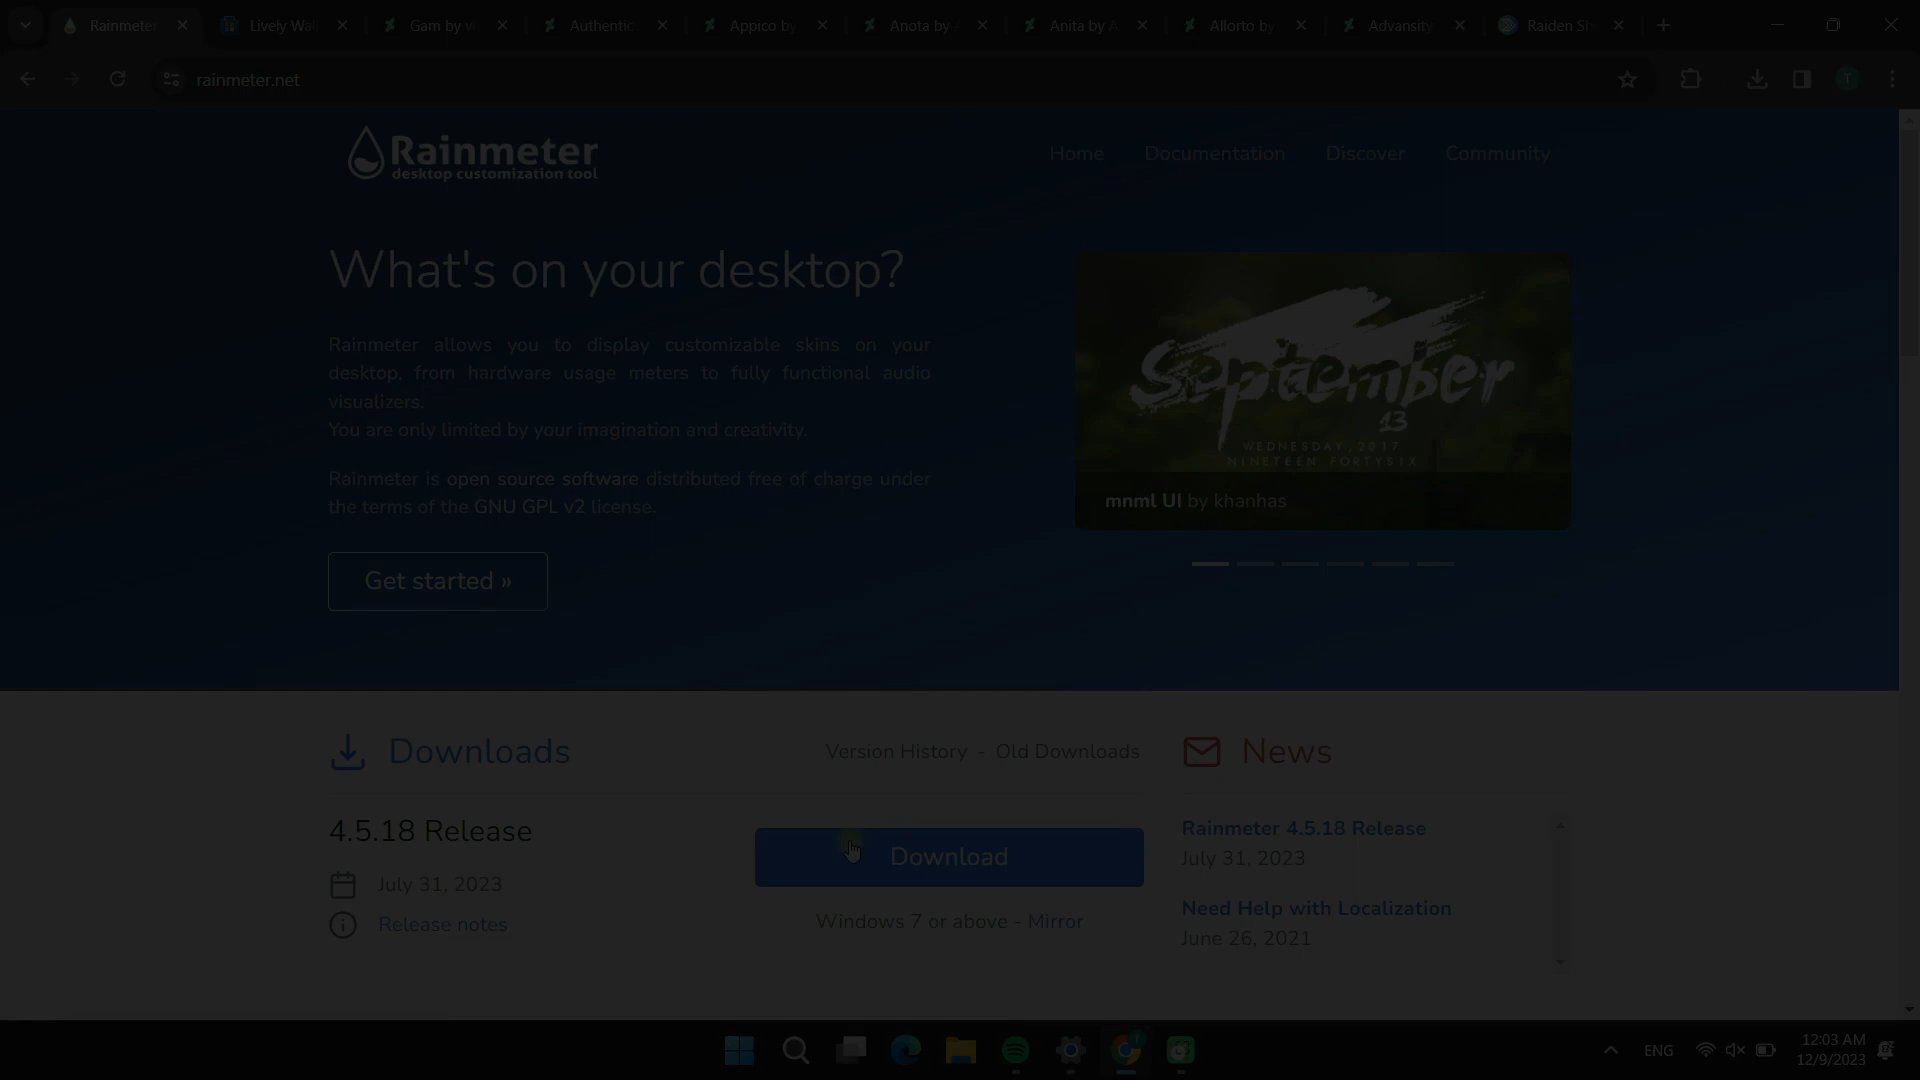 Rainmeter
Lively Wal
Gam by v
Authentic
Appico by
Anota by A
Anita by A
Allorto by
Advansity
Raiden Sh
rainmeter.net
T
Rainmeter
desktop customization tool
Home
Documentation
Discover
Community
What's on your desktop?
Rainmeter allows you to display customizable skins on your
desktop, from hardware usage meters to fully functional audio
visualizers.
You are only limited by your imagination and creativity.
Rainmeter is open source software distributed free of charge under
the terms of the GNU GPL v2 license.
Get started »
September
13
WEDNESDAY, 2017
NINETEEN FORTYSIX
mnml UI by khanhas
Downloads
Version History - Old Downloads
4.5.18 Release
July 31, 2023
Release notes
Download
Windows 7 or above - Mirror
News
Rainmeter 4.5.18 Release
July 31, 2023
Need Help with Localization
June 26, 2021
ENG
12:03 AM
12/9/2023